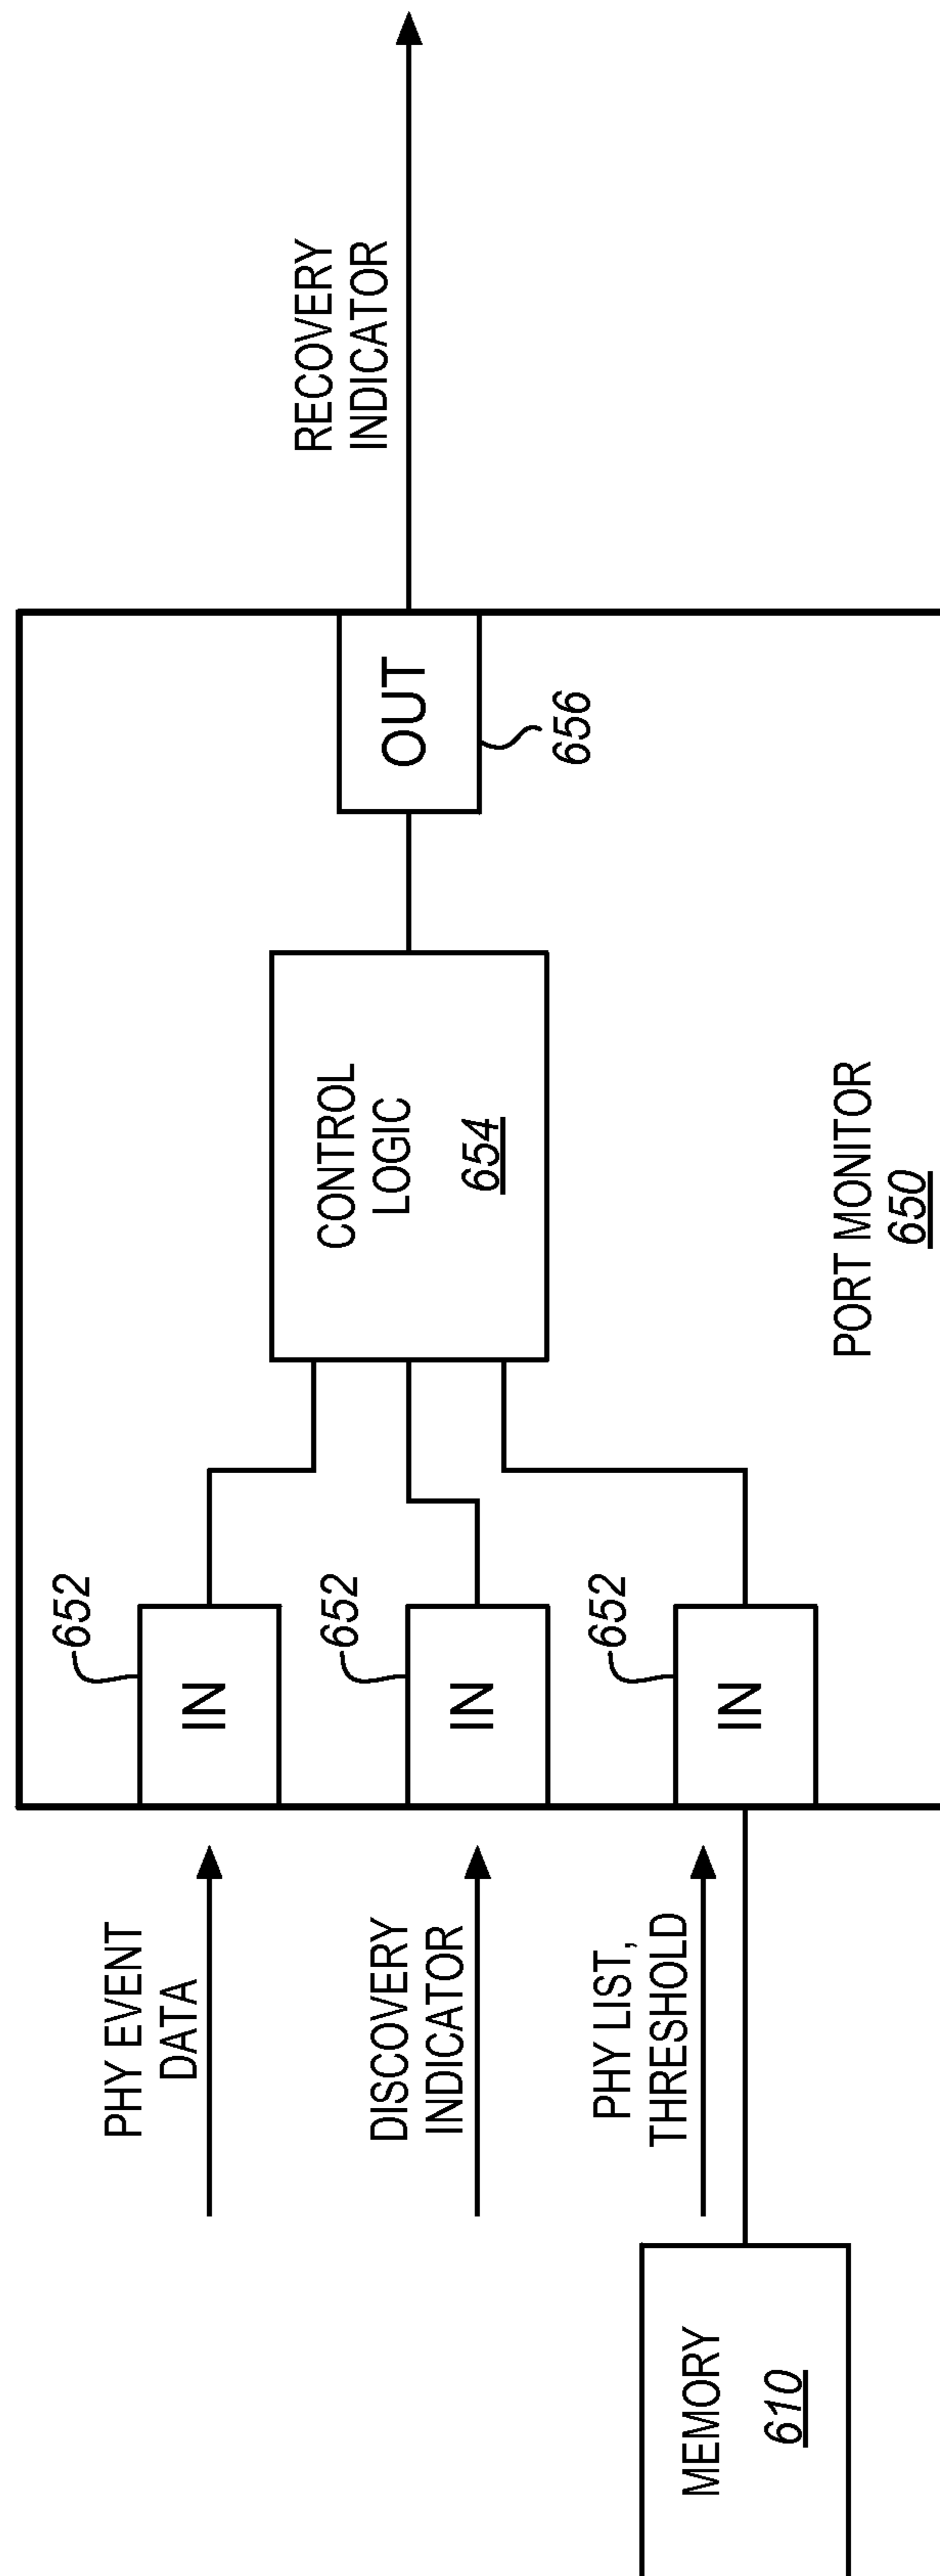 PHY EVENT
DATA
652
IN
DISCOVERY
INDICATOR
652
IN
PHY LIST,
THRESHOLD
652
IN
MEMORY
610
CONTROL
LOGIC
654
OUT
656
RECOVERY
INDICATOR
PORT MONITOR
650